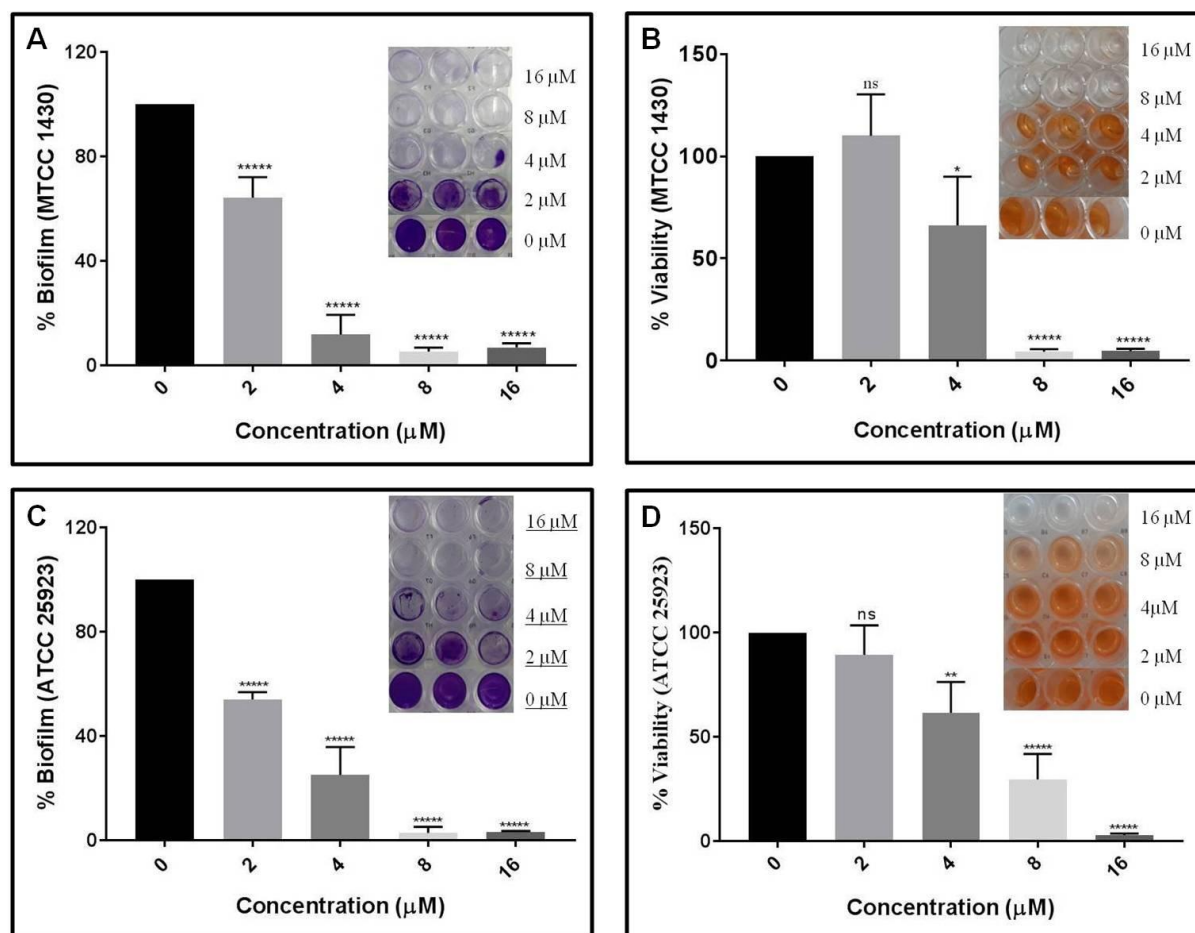 A
% Biofilm (MTCC 1430)
120
80
40
0
*****
*****
*****
*****
16 µM
8 µM
4 µM
2 µM
0 µM
0 2 4 8 16
Concentration (µM)
B
% Viability (MTCC 1430)
150
100
50
0
ns
*
*****
*****
16 µM
8 µM
4 µM
2 µM
0 µM
0 2 4 8 16
Concentration (µM)
C
% Biofilm (ATCC 25923)
120
80
40
0
*****
*****
*****
*****
16 µM
8 µM
4 µM
2 µM
0 µM
0 2 4 8 16
Concentration (µM)
D
% Viability (ATCC 25923)
150
100
50
0
ns
**
*****
*****
16 µM
8 µM
4µM
2 µM
0 µM
0 2 4 8 16
Concentration (µM)